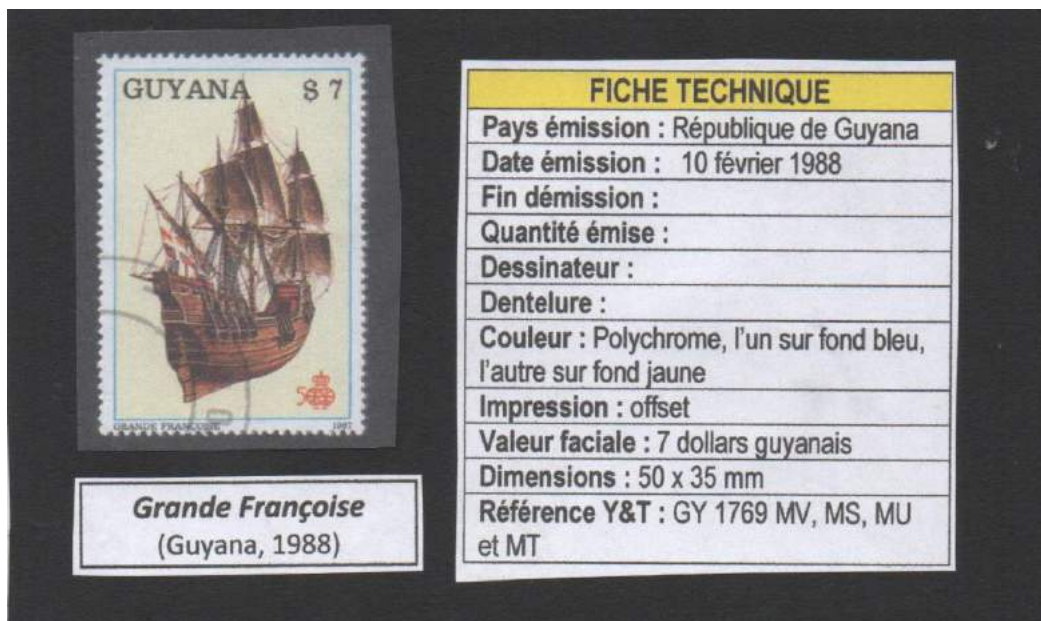 GUYANA $ 7
500
GRANDE FRANCOISE 1987
Grande Françoise
(Guyana, 1988)
FICHE TECHNIQUE
Pays émission : République de Guyana
Date émission : 10 février 1988
Fin démission :
Quantité émise :
Dessinateur :
Dentelure :
Couleur : Polychrome, l'un sur fond bleu,
l'autre sur fond jaune
Impression : offset
Valeur faciale : 7 dollars guyanais
Dimensions : 50 x 35 mm
Référence Y&T : GY 1769 MV, MS, MU
et MT